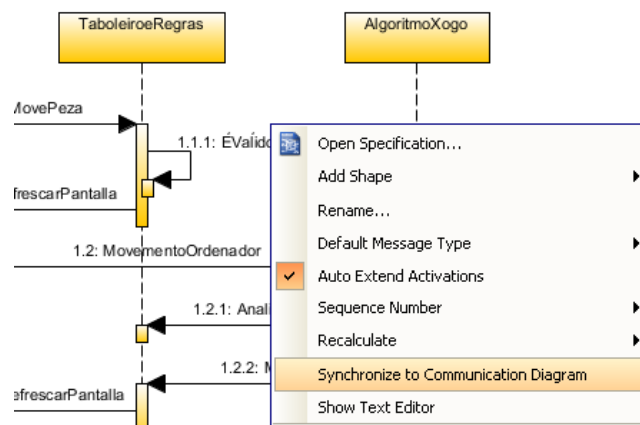 TaboleiroeRegras
AlgoritmoXogo
MovePeza
1.1.1: ÉValido
Open Specification...
Add Shape
frescarPantalla
Rename...
1.2: MovementoOrdenador
Default Message Type
Auto Extend Activations
1.2.1: Anali
Sequence Number
Recalculate
1.2.2: M
Synchronize to Communication Diagram
efrescarPantalla
Show Text Editor